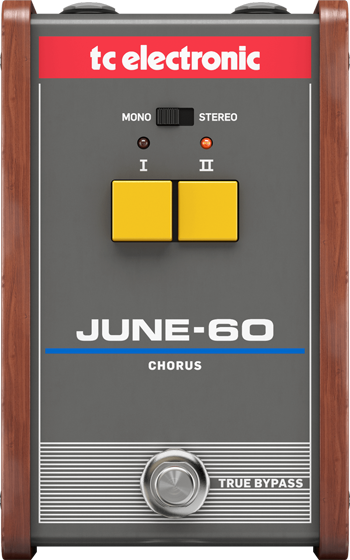 tc electronic
MONO STEREO
I II
JUNE-60
CHORUS
TRUE BYPASS